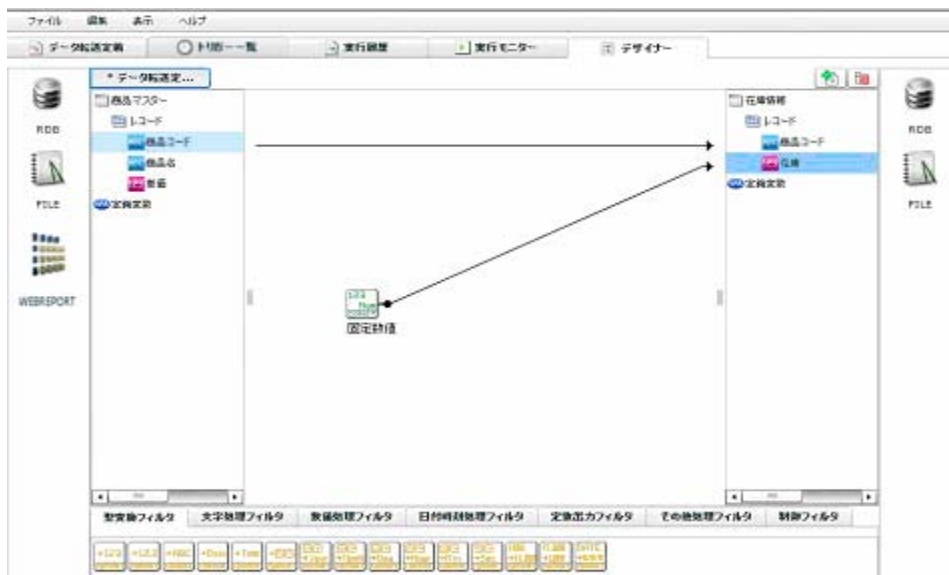 ファイル 編集 表示 ヘルプ
データ転送定義 トリガー一覧 実行履歴 実行モニター デザイナー
* データ転送定...
RDB
FILE
WEBREPORT
商品マスター
レコード
商品コード
商品名
単価
定義変数
固定数値
在庫情報
レコード
商品コード
在庫
定義変数
RDB
FILE
型変換フィルタ 文字処理フィルタ 数値処理フィルタ 日付時刻処理フィルタ 定数出力フィルタ その他処理フィルタ 制御フィルタ